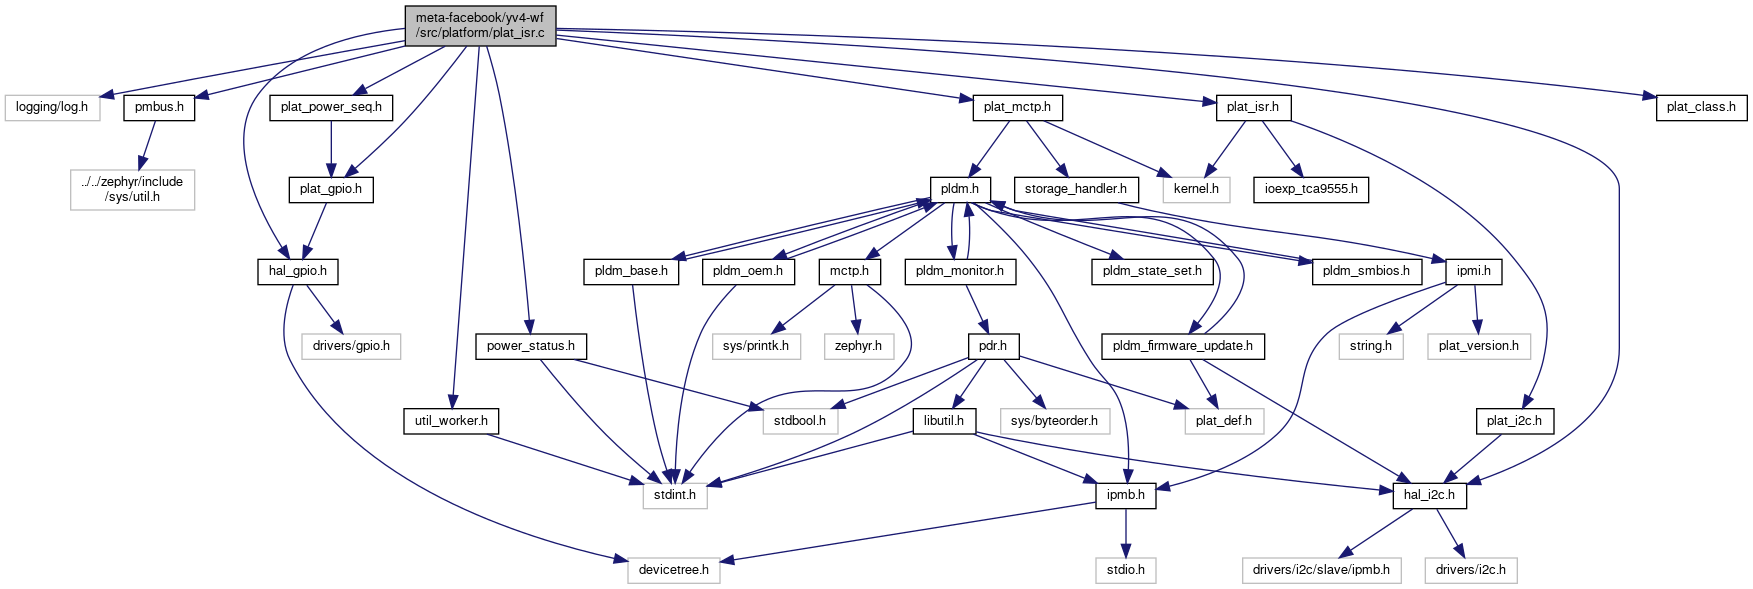 meta-facebook/yv4-wf
/src/platform/plat_isr.c
logging/log.h
pmbus.h
plat_power_seq.h
plat_mctp.h
plat_isr.h
plat_class.h
../../zephyr/include
/sys/util.h
plat_gpio.h
pldm.h
storage_handler.h
kernel.h
ioexp_tca9555.h
hal_gpio.h
pldm_base.h
pldm_oem.h
mctp.h
pldm_monitor.h
pldm_state_set.h
pldm_smbios.h
ipmi.h
drivers/gpio.h
power_status.h
sys/printk.h
zephyr.h
pdr.h
pldm_firmware_update.h
string.h
plat_version.h
util_worker.h
stdbool.h
libutil.h
sys/byteorder.h
plat_def.h
plat_i2c.h
stdint.h
ipmb.h
hal_i2c.h
devicetree.h
stdio.h
drivers/i2c/slave/ipmb.h
drivers/i2c.h